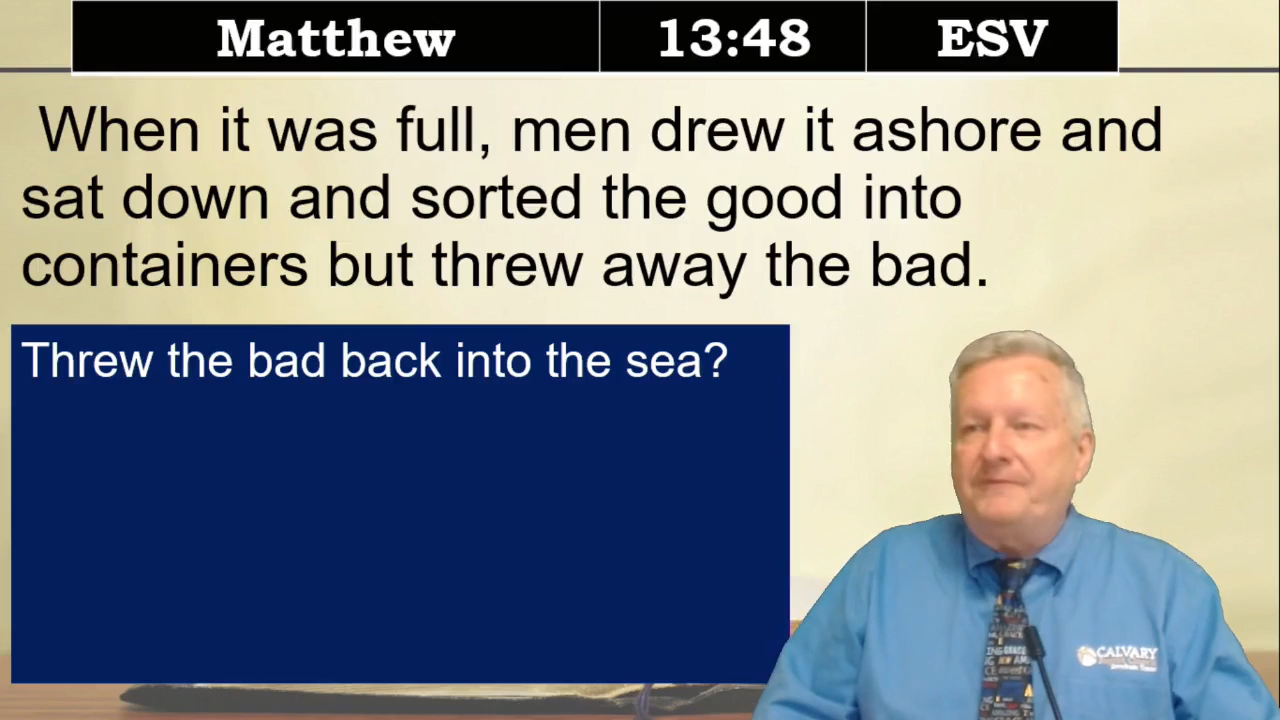 Matthew 13:48 ESV
When it was full, men drew it ashore and
sat down and sorted the good into
containers but threw away the bad.
Threw the bad back into the sea?
CALVARY